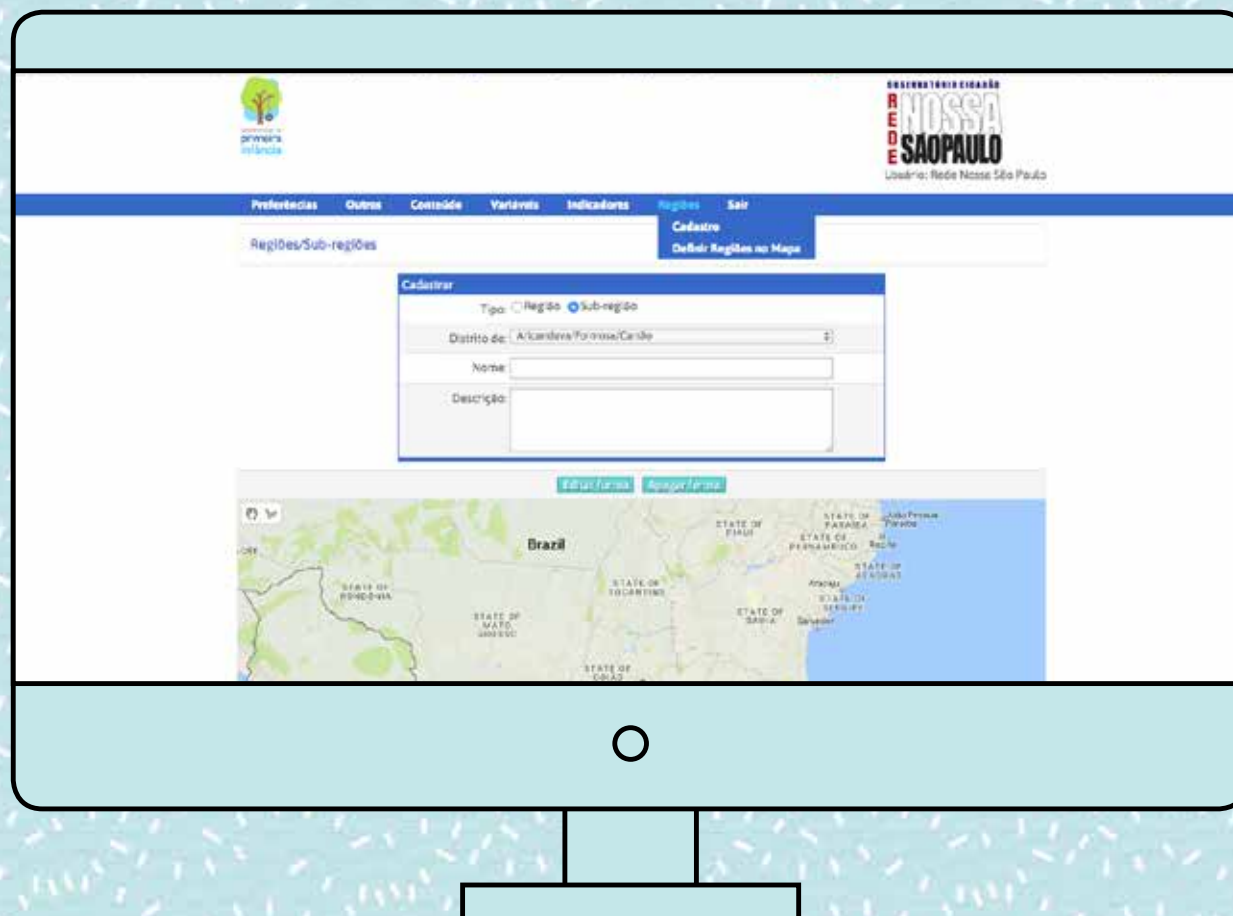 primeira
infância
OBSERVATÓRIO CIDADÃO
REDE
NOSSA
SÃOPAULO
Usuário: Rede Nossa São Paulo
Preferências Outros Conteúdo Variáveis Indicadores Regiões Sair
Cadastro
Definir Regiões no Mapa
Regiões/Sub-regiões
Cadastrar
Tipo: Região Sub-região
Distrito de:
Nome:
Descrição:
Editar forma Apagar forma
Brazil
STATE OF
PIAUÍ
STATE OF
PARAÍBA
João Pessoa
Paraíba
STATE OF
PERNAMBUCO
Recife
STATE OF
ALAGOAS
Aracaju
STATE OF
SERGIPE
STATE OF
RONDÔNIA
STATE OF
TOCANTINS
STATE OF
MATO
GROSSO
STATE OF
BAHIA
Salvador
STATE OF
GOIÁS